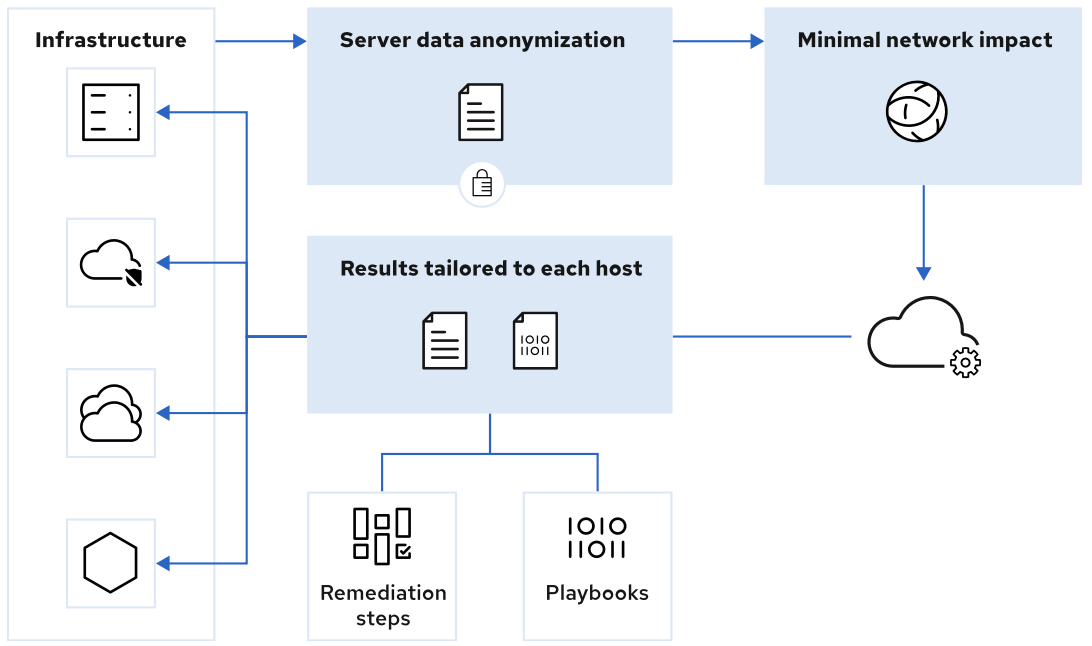 Infrastructure
Server data anonymization
Minimal network impact
Results tailored to each host
1010
11011
1010
11011
Remediation
steps
Playbooks